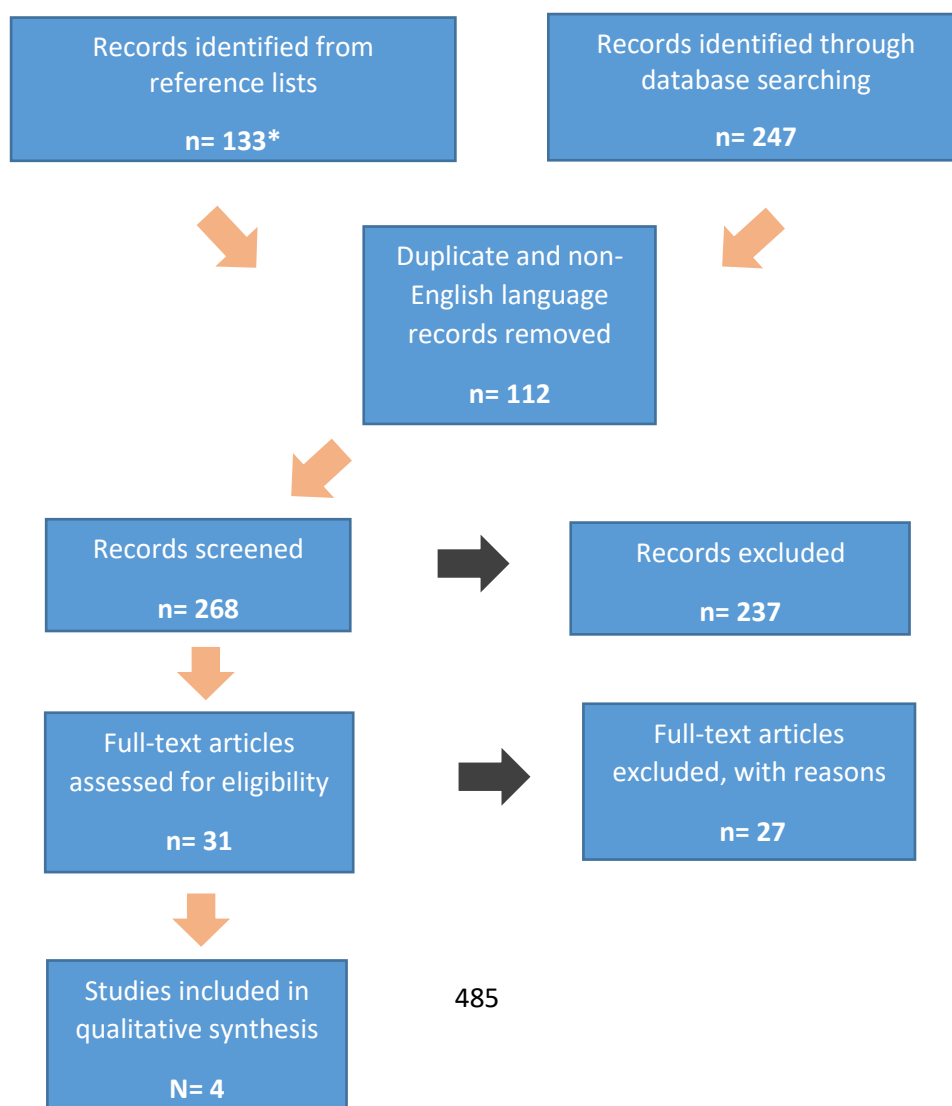 Records identified from
reference lists
n= 133*
Records identified through
database searching
n= 247
Duplicate and non-
English language
records removed
n= 112
Records screened
n= 268
Records excluded
n= 237
Full-text articles
assessed for eligibility
n= 31
Full-text articles
excluded, with reasons
n= 27
Studies included in
qualitative synthesis
N= 4
485